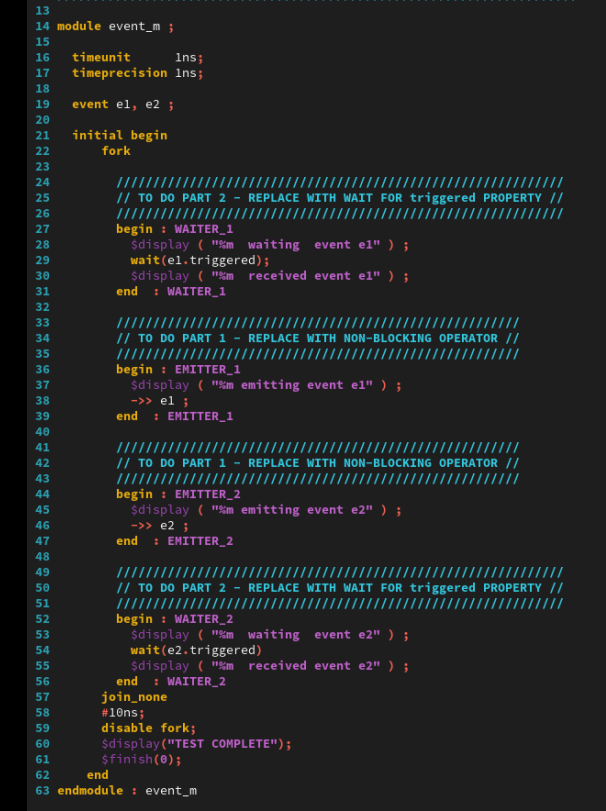 13
14 module event_m ;
15
16   timeunit      1ns;
17   timeprecision 1ns;
18
19   event e1, e2 ;
20
21   initial begin
22       fork
23
24         /////////////////////////////////////////////////////////////
25         // TO DO PART 2 - REPLACE WITH WAIT FOR triggered PROPERTY //
26         /////////////////////////////////////////////////////////////
27         begin : WAITER_1
28           $display ( "%m  waiting  event e1" ) ;
29           wait(e1.triggered);
30           $display ( "%m  received event e1" ) ;
31         end  : WAITER_1
32
33         ///////////////////////////////////////////////////////
34         // TO DO PART 1 - REPLACE WITH NON-BLOCKING OPERATOR //
35         ///////////////////////////////////////////////////////
36         begin : EMITTER_1
37           $display ( "%m emitting event e1" ) ;
38           ->> e1 ;
39         end  : EMITTER_1
40
41         ///////////////////////////////////////////////////////
42         // TO DO PART 1 - REPLACE WITH NON-BLOCKING OPERATOR //
43         ///////////////////////////////////////////////////////
44         begin : EMITTER_2
45           $display ( "%m emitting event e2" ) ;
46           ->> e2 ;
47         end  : EMITTER_2
48
49         /////////////////////////////////////////////////////////////
50         // TO DO PART 2 - REPLACE WITH WAIT FOR triggered PROPERTY //
51         /////////////////////////////////////////////////////////////
52         begin : WAITER_2
53           $display ( "%m  waiting  event e2" ) ;
54           wait(e2.triggered)
55           $display ( "%m  received event e2" ) ;
56         end  : WAITER_2
57       join_none
58       #10ns;
59       disable fork;
60       $display("TEST COMPLETE");
61       $finish(0);
62     end
63 endmodule : event_m